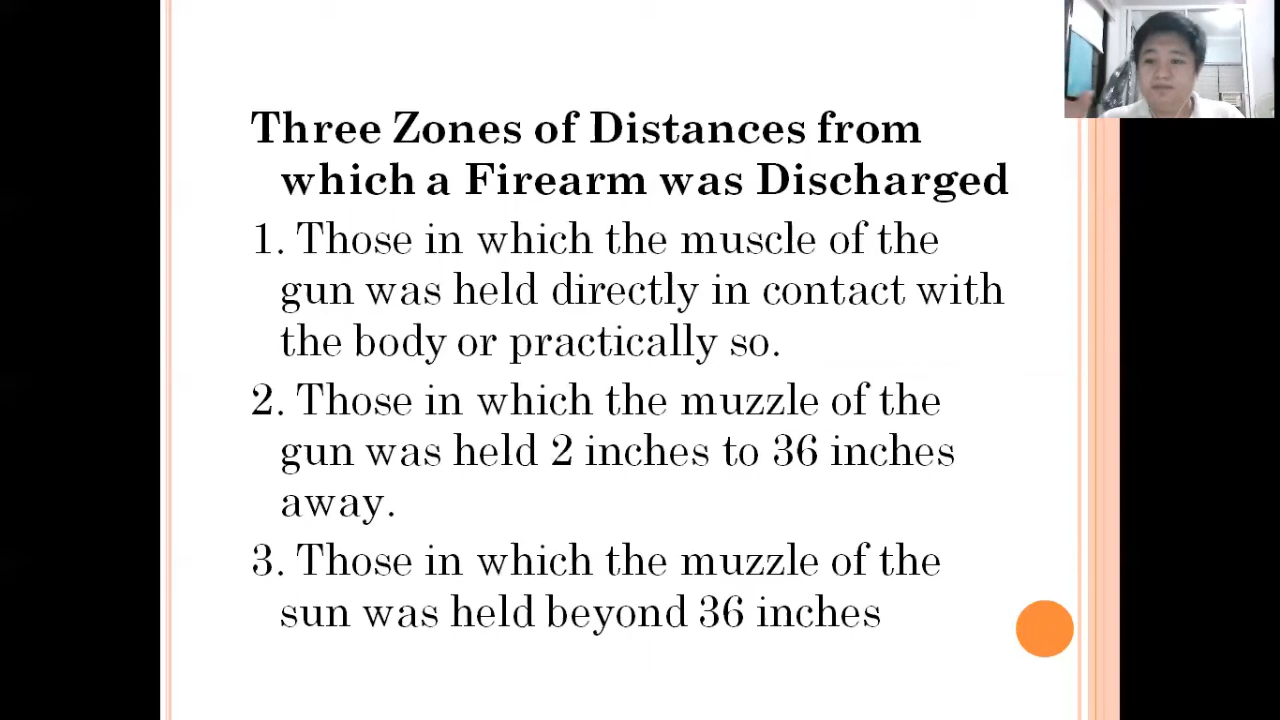 Three Zones of Distances from
which a Firearm was Discharged
1. Those in which the muscle of the
gun was held directly in contact with
the body or practically so.
2. Those in which the muzzle of the
gun was held 2 inches to 36 inches
away.
3. Those in which the muzzle of the
sun was held beyond 36 inches